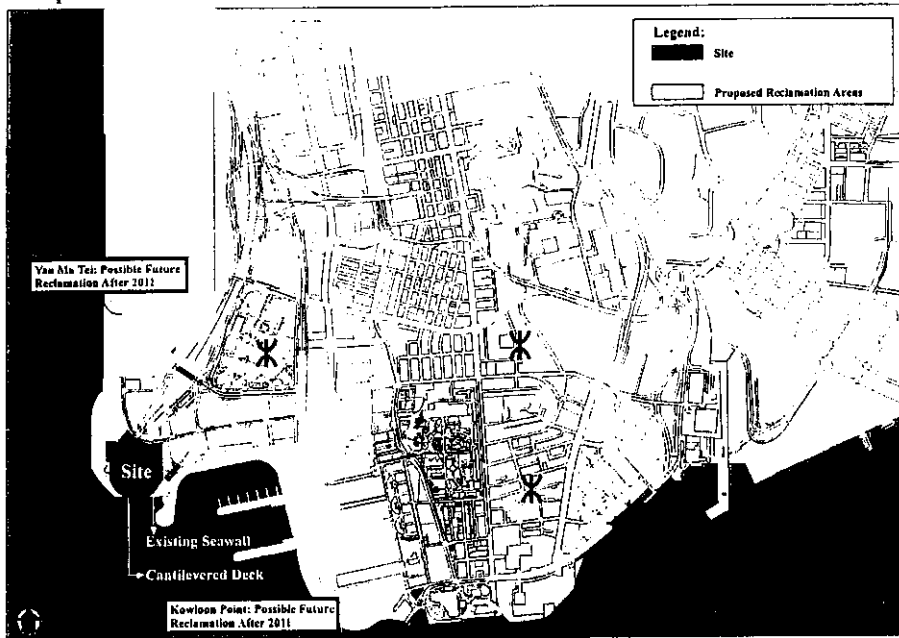 Legend:
Site
Proposed Reclamation Areas
Yau Ma Tei: Possible Future
Reclamation After 2012
Site
Existing Seawall
Cantilevered Deck
Kowloon Point: Possible Future
Reclamation After 2011